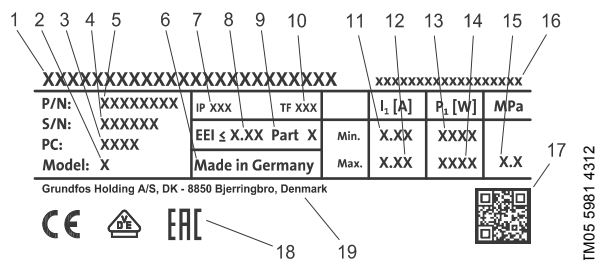 1 2 3 4 5 6 7 8 9 10 11 12 13 14 15
16
XXXXXXXXXXXXXXXXXXXXXXXX XXXXXXXXXXXXXXXXXX
P/N: XXXXXXXX IP XXX TF XXX I₁ [A] P₁ [W] MPa
S/N: XXXXXX EEI ≤ X.XX Part X Min. X.XX XXXX
PC: XXXX
Model: X Made in Germany Max. X.XX XXXX X.X
Grundfos Holding A/S, DK - 8850 Bjerringbro, Denmark
17
CE VDE EAC
18 19
TM05 5981 4312